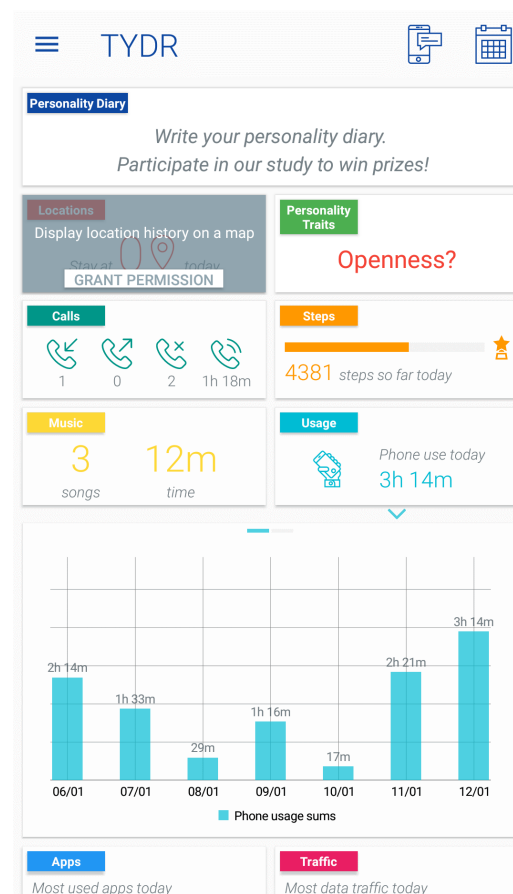 TYDR
Personality Diary
Write your personality diary.
Participate in our study to win prizes!
Locations
Display location history on a map
Stay at 0 today
GRANT PERMISSION
Personality
Traits
Openness?
Calls
1 0 2 1h 18m
Steps
4381 steps so far today
Music
3 12m
songs time
Usage
Phone use today
3h 14m
2h 14m
1h 33m
29m
1h 16m
17m
2h 21m
3h 14m
06/01 07/01 08/01 09/01 10/01 11/01 12/01
Phone usage sums
Apps
Most used apps today
Traffic
Most data traffic today